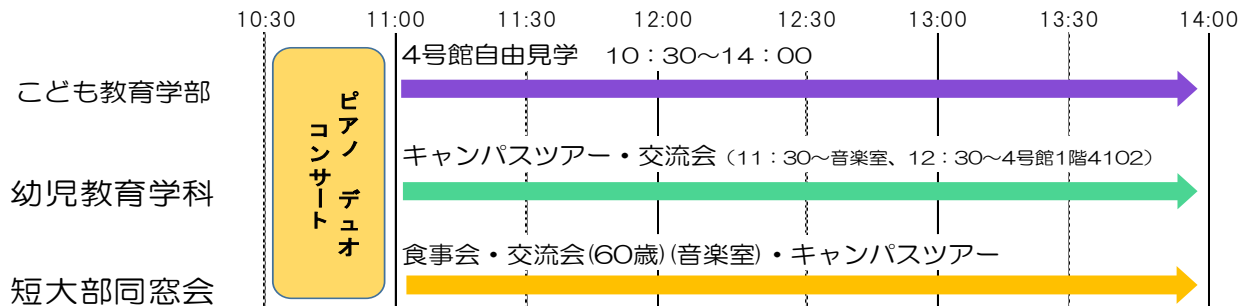 10:30 11:00 11:30 12:00 12:30 13:00 13:30 14:00
ピアノ デュオ
コンサート
こども教育学部
4号館自由見学 10：30～14：00
幼児教育学科
キャンパスツアー・交流会（11：30～音楽室、12：30～4号館1階4102）
短大部同窓会
食事会・交流会(60歳)(音楽室)・キャンパスツアー